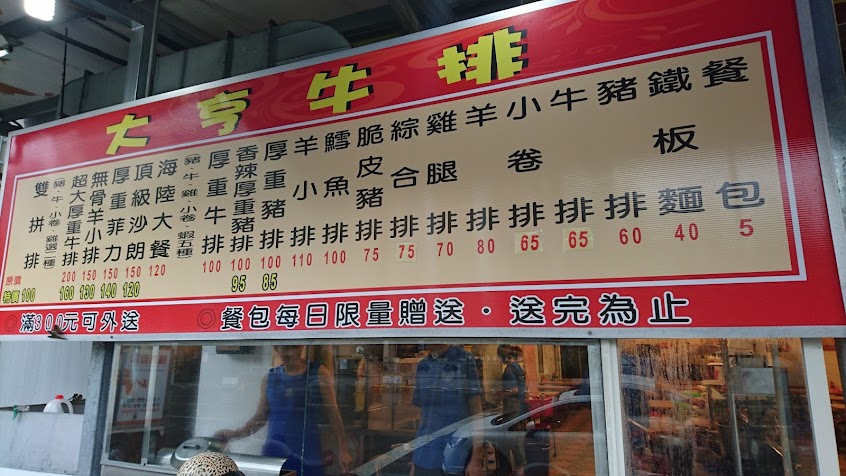 大亨牛排
餐包 5
鐵板麵 40
豬排 60
牛排 65
小卷排 65
羊排 80
雞腿排 70
綜合排 75
脆皮豬排 75
鱈魚排 100
羊小排 110
厚重豬排 100 85
香辣厚重豬排 100 95
厚重牛排 100
海陸大餐 120
豬、牛、雞、小卷、蝦五種
頂級沙朗 150 120
厚重菲力 150 140
無骨羊小排 150 130
超大厚重牛排 200 160
雙拼排 100
豬、牛、小卷、雞選二種
原價
特價
滿300元可外送
餐包每日限量贈送·送完為止